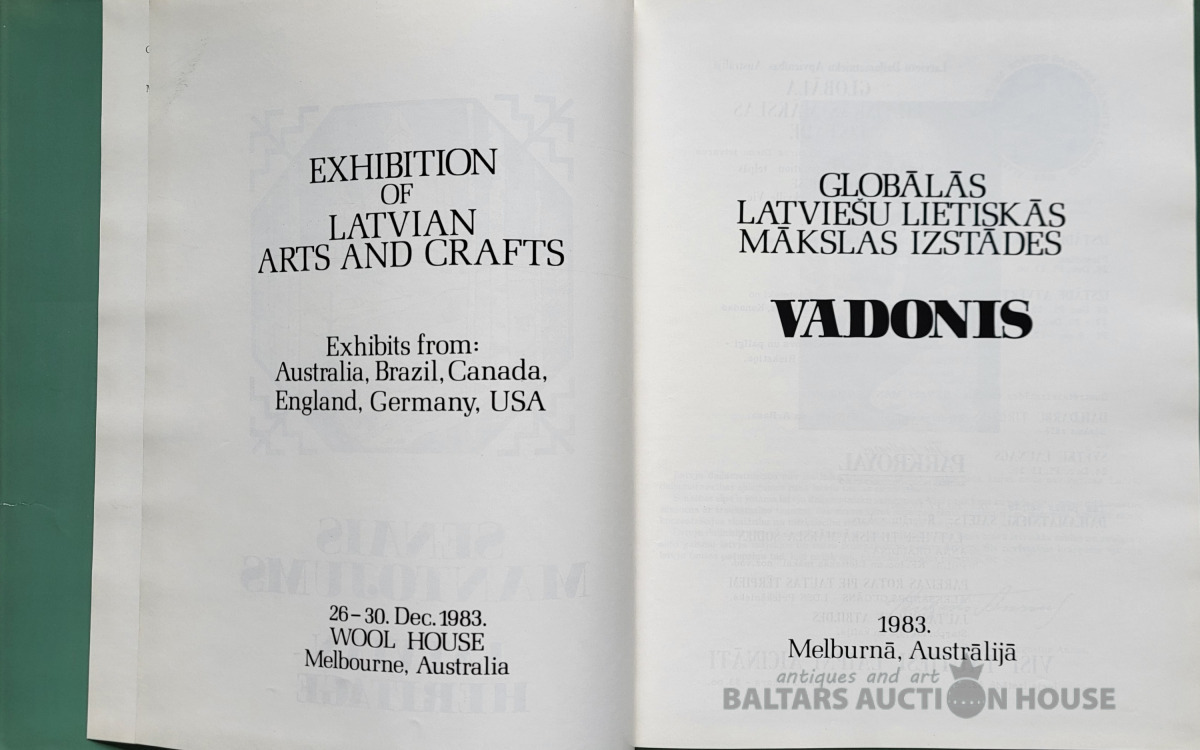 EXHIBITION
OF
LATVIAN
ARTS AND CRAFTS
Exhibits from:
Australia, Brazil, Canada,
England, Germany, USA
26-30. Dec. 1983.
WOOL HOUSE
Melbourne, Australia
GLOBĀLĀS
LATVIEŠU LIETIŠKĀS
MĀKSLAS IZSTĀDES
VADONIS
1983.
Melburnā, Austrālijā
antiques and art
BALTARS AUCTION HOUSE